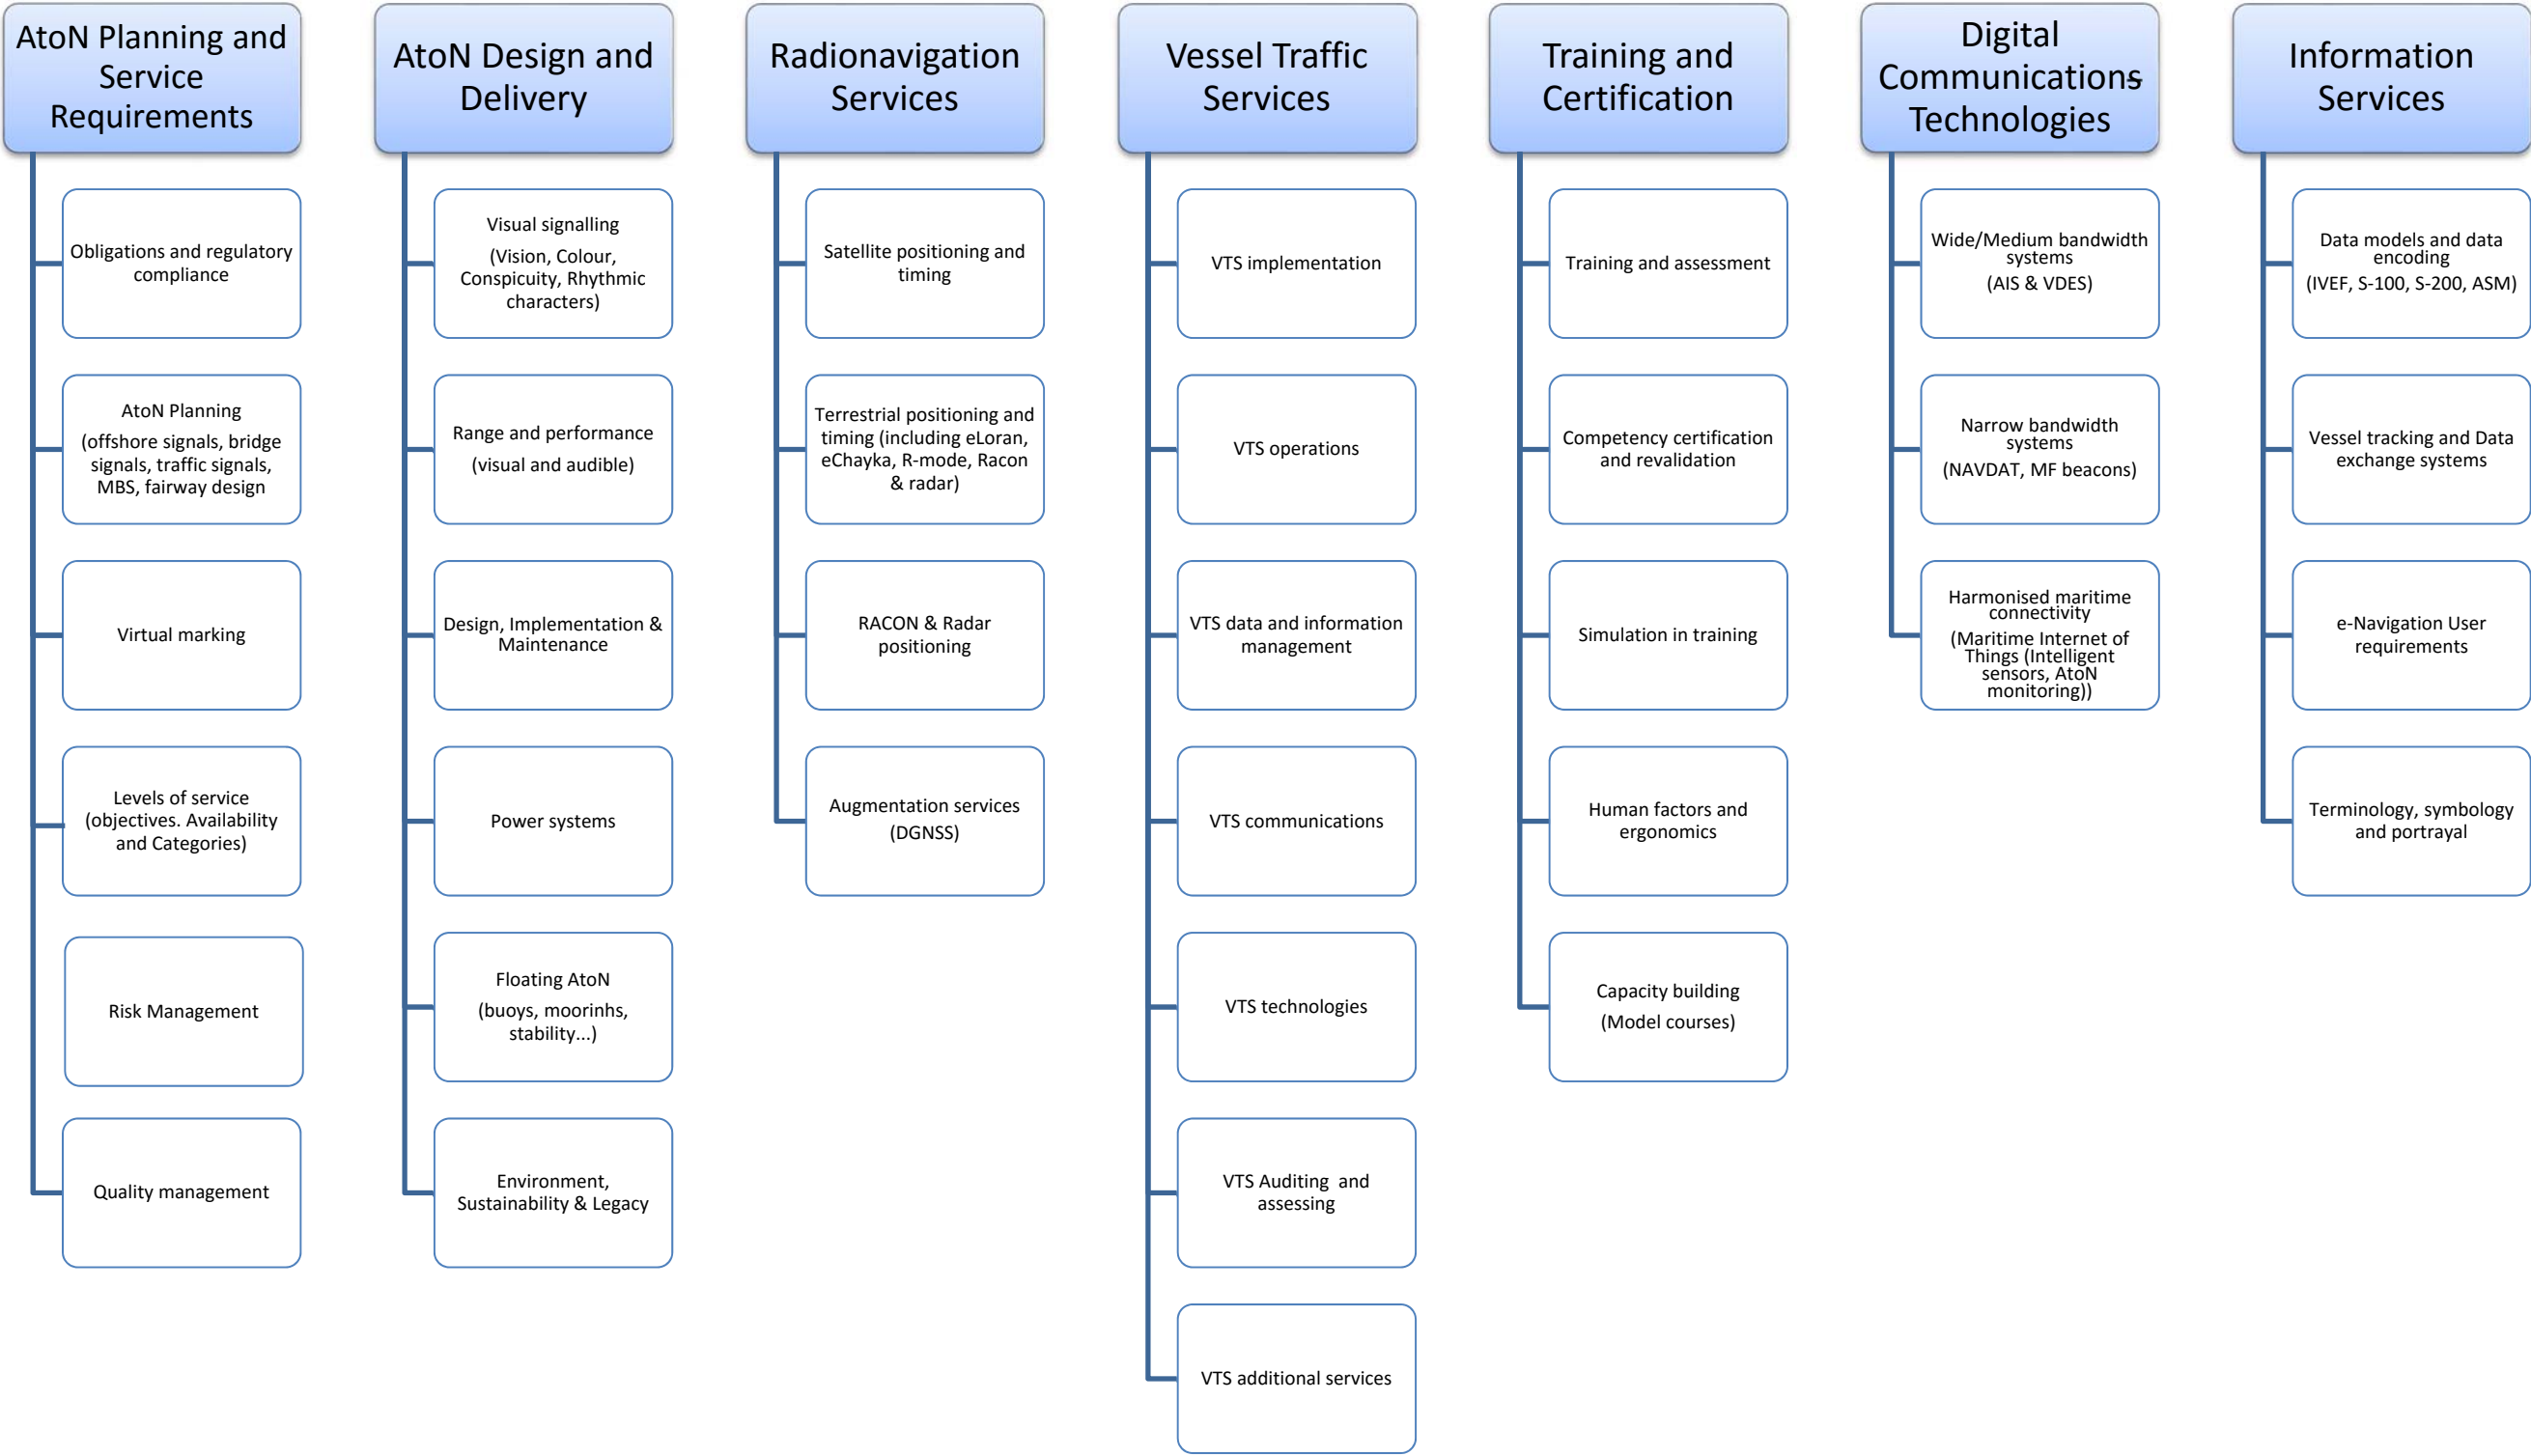 AtoN Planning and
Service
Requirements
Obligations and regulatory
compliance
AtoN Planning
(offshore signals, bridge
signals, traffic signals,
MBS, fairway design
Virtual marking
Levels of service
(objectives. Availability
and Categories)
Risk Management
Quality management
AtoN Design and
Delivery
Visual signalling
(Vision, Colour,
Conspicuity, Rhythmic
characters)
Range and performance
(visual and audible)
Design, Implementation &
Maintenance
Power systems
Floating AtoN
(buoys, moorinhs,
stability...)
Environment,
Sustainability & Legacy
Radionavigation
Services
Satellite positioning and
timing
Terrestrial positioning and
timing (including eLoran,
eChayka, R-mode, Racon
& radar)
RACON & Radar
positioning
Augmentation services
(DGNSS)
Vessel Traffic
Services
VTS implementation
VTS operations
VTS data and information
management
VTS communications
VTS technologies
VTS Auditing and
assessing
VTS additional services
Training and
Certification
Training and assessment
Competency certification
and revalidation
Simulation in training
Human factors and
ergonomics
Capacity building
(Model courses)
Digital
Communications
Technologies
Wide/Medium bandwidth
systems
(AIS & VDES)
Narrow bandwidth
systems
(NAVDAT, MF beacons)
Harmonised maritime
connectivity
(Maritime Internet of
Things (Intelligent
sensors, AtoN
monitoring))
Information
Services
Data models and data
encoding
(IVEF, S-100, S-200, ASM)
Vessel tracking and Data
exchange systems
e-Navigation User
requirements
Terminology, symbology
and portrayal